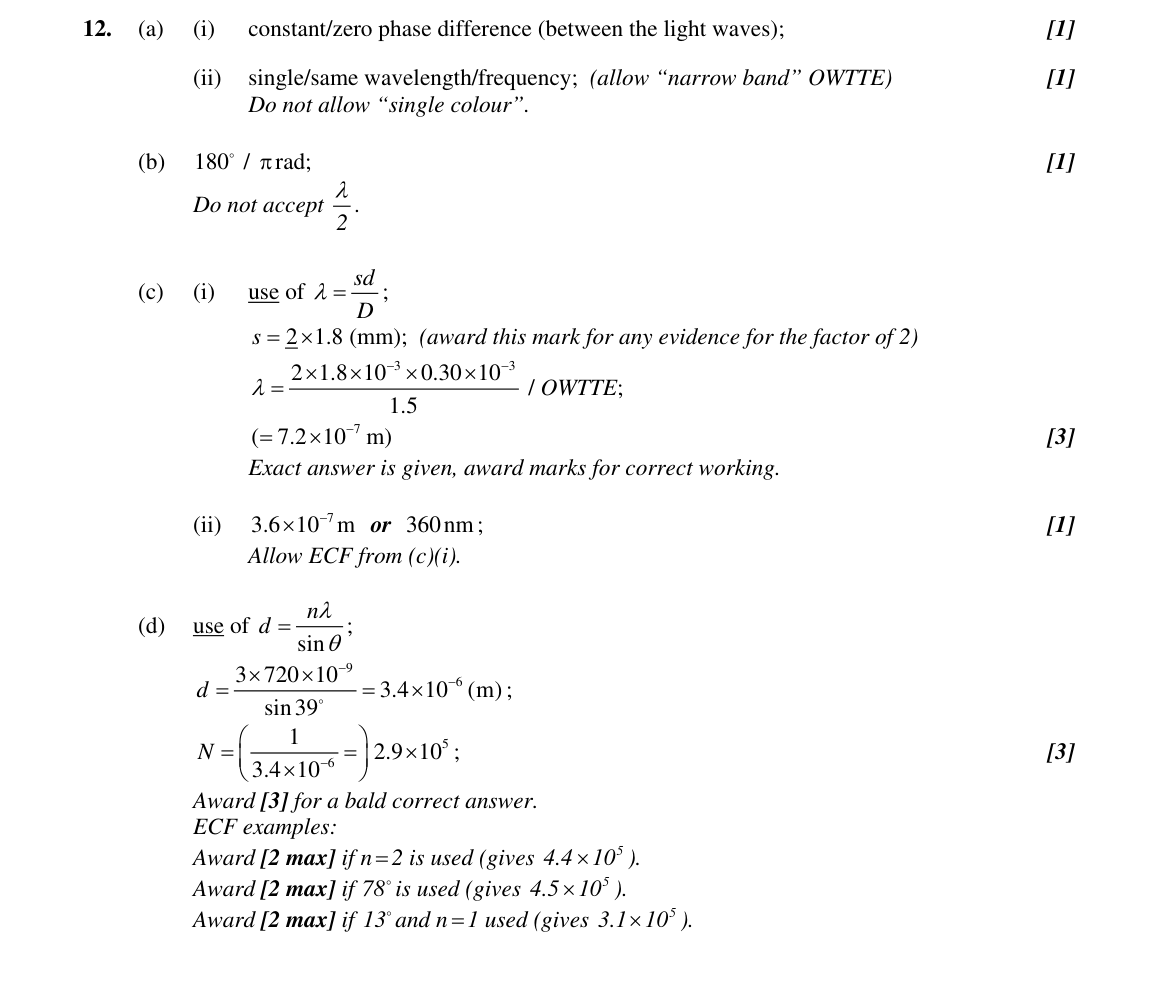 12. (a) (i) constant/zero phase difference (between the light waves); [1]
(ii) single/same wavelength/frequency; (allow “narrow band” OWTTE) [1]
Do not allow “single colour”.
(b) 180° / π rad; [1]
Do not accept λ/2.
(c) (i) use of λ = sd/D;
s = 2×1.8 (mm); (award this mark for any evidence for the factor of 2)
λ = (2×1.8×10⁻³×0.30×10⁻³)/1.5 / OWTTE;
(= 7.2×10⁻⁷ m) [3]
Exact answer is given, award marks for correct working.
(ii) 3.6×10⁻⁷ m or 360 nm; [1]
Allow ECF from (c)(i).
(d) use of d = nλ/sin θ;
d = (3×720×10⁻⁹)/sin 39° = 3.4×10⁻⁶ (m);
N = (1/(3.4×10⁻⁶) =) 2.9×10⁵; [3]
Award [3] for a bald correct answer.
ECF examples:
Award [2 max] if n=2 is used (gives 4.4×10⁵).
Award [2 max] if 78° is used (gives 4.5×10⁵).
Award [2 max] if 13° and n=1 used (gives 3.1×10⁵).